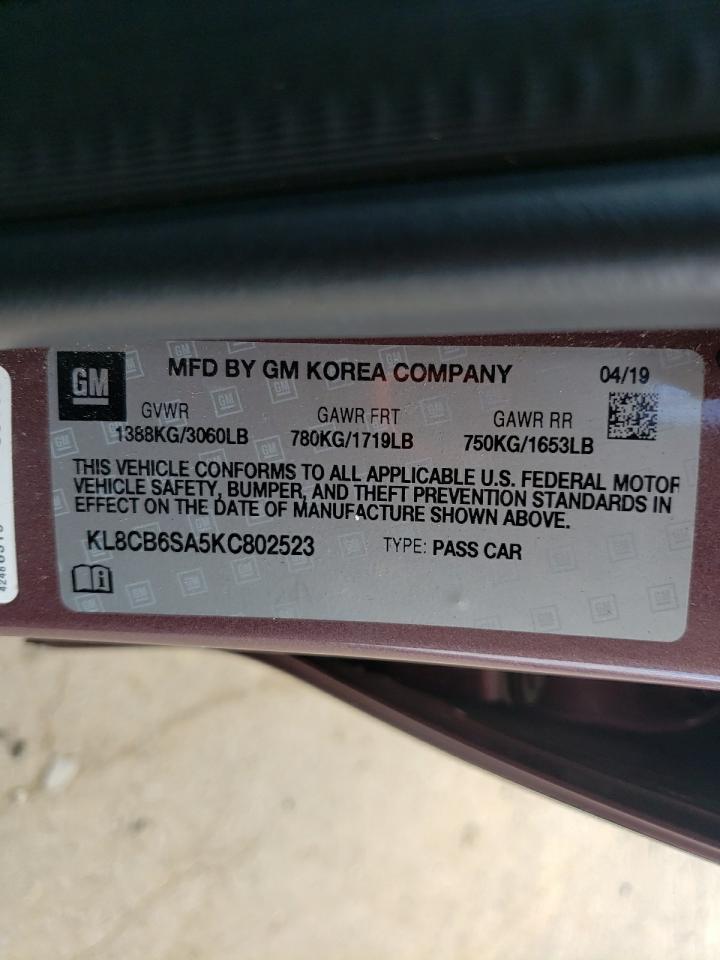 GM
MFD BY GM KOREA COMPANY 04/19
GVWR GAWR FRT GAWR RR
1388KG/3060LB 780KG/1719LB 750KG/1653LB
THIS VEHICLE CONFORMS TO ALL APPLICABLE U.S. FEDERAL MOTOR
VEHICLE SAFETY, BUMPER, AND THEFT PREVENTION STANDARDS IN
EFFECT ON THE DATE OF MANUFACTURE SHOWN ABOVE.
KL8CB6SA5KC802523 TYPE: PASS CAR